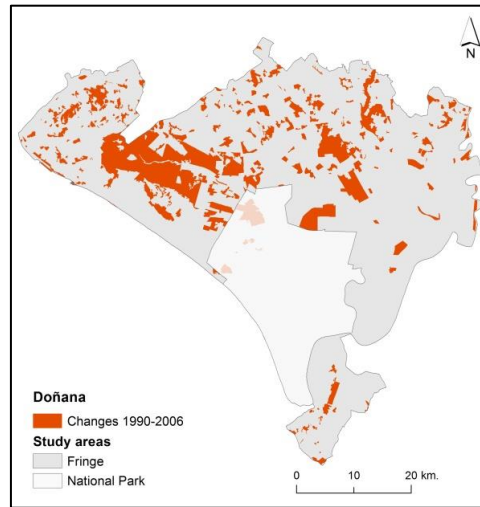 N
Doñana
Changes 1990-2006
Study areas
Fringe
National Park
0 10 20 km.